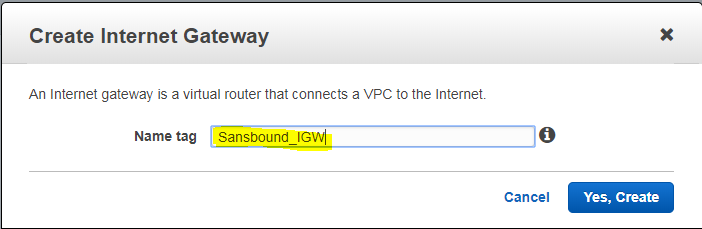 Create Internet Gateway
An Internet gateway is a virtual router that connects a VPC to the Internet.
Name tag Sansbound_IGW
Cancel Yes, Create